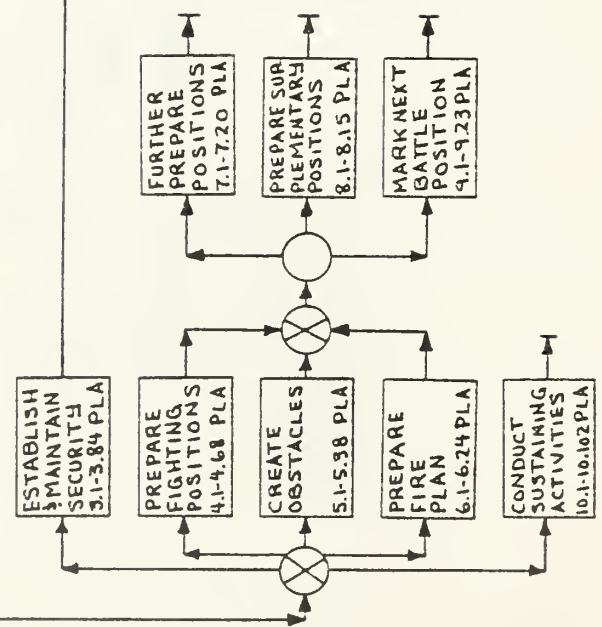 ESTABLISH
& MAINTAIN
SECURITY
3.1-3.84 PLA
PREPARE
FIGHTING
POSITIONS
4.1-4.68 PLA
CREATE
OBSTACLES
5.1-5.38 PLA
PREPARE
FIRE
PLAN
6.1-6.24 PLA
CONDUCT
SUSTAINING
ACTIVITIES
10.1-10.102 PLA
FURTHER
PREPARE
POSITIONS
7.1-7.20 PLA
PREPARE SUP
PLEMENTARY
POSITIONS
8.1-8.15 PLA
MARK NEXT
BATTLE
POSITION
9.1-9.23 PLA